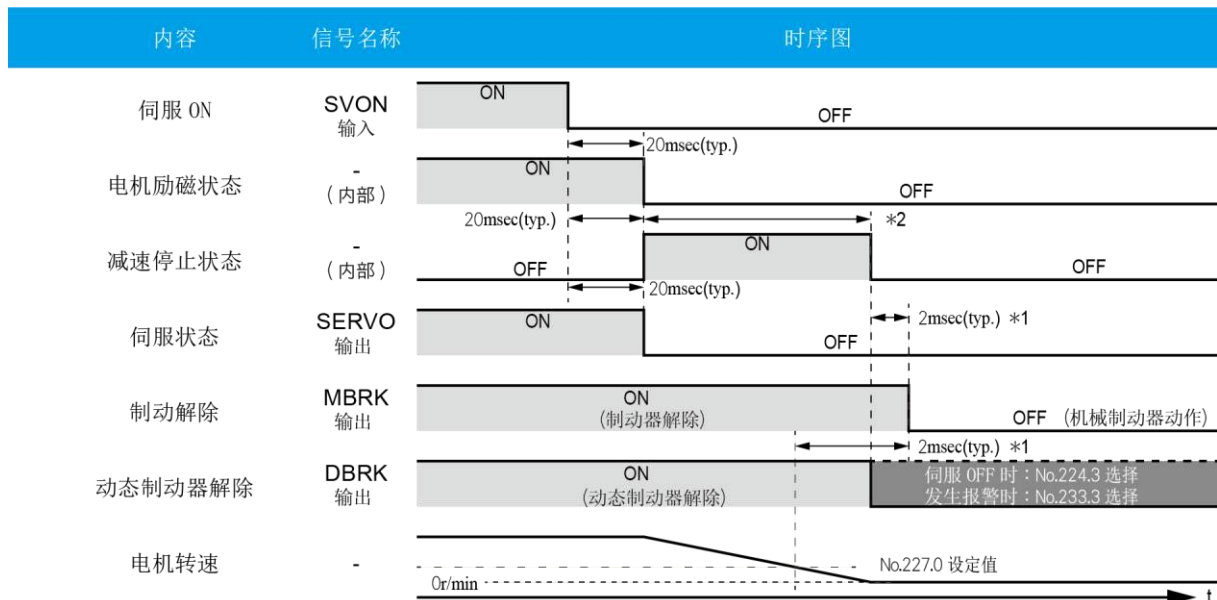 内容 信号名称 时序图
伺服 ON SVON 输入 ON OFF
20msec(typ.)
电机励磁状态 - (内部) ON OFF
20msec(typ.) *2
减速停止状态 - (内部) OFF ON OFF
20msec(typ.)
伺服状态 SERVO 输出 ON OFF
2msec(typ.) *1
制动解除 MBRK 输出 ON (制动器解除) OFF (机械制动器动作)
2msec(typ.) *1
动态制动器解除 DBRK 输出 ON (动态制动器解除)
伺服 OFF 时：No.224.3 选择
发生报警时：No.233.3 选择
电机转速 -
No.227.0 设定值
0r/min
t